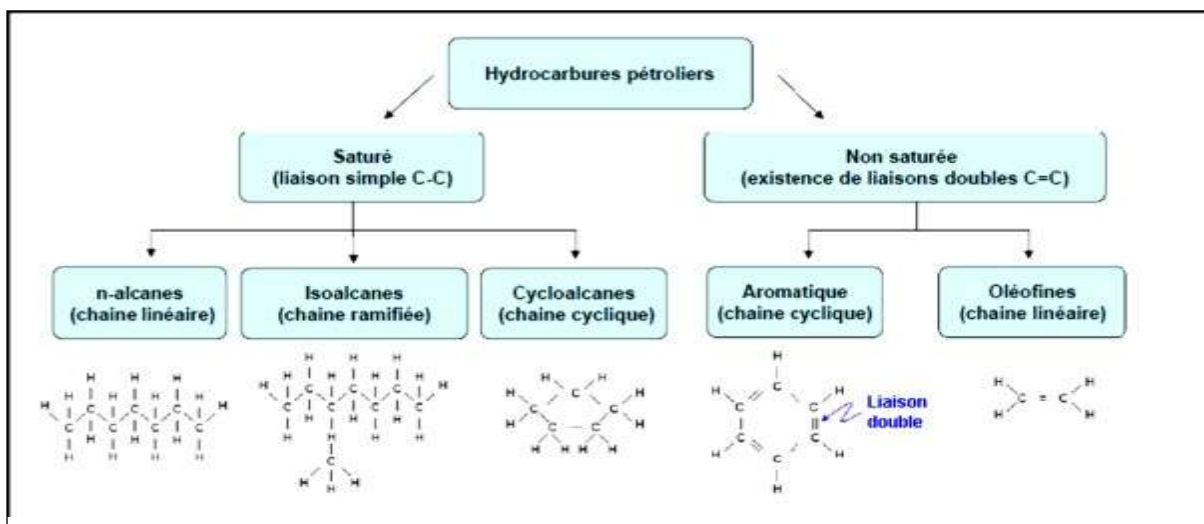 Hydrocarbures pétroliers
Saturé
(liaison simple C-C)
Non saturée
(existence de liaisons doubles C=C)
n-alcanes
(chaine linéaire)
Isoalcanes
(chaine ramifiée)
Cycloalcanes
(chaine cyclique)
Aromatique
(chaine cyclique)
Oléofines
(chaine linéaire)
Liaison
double